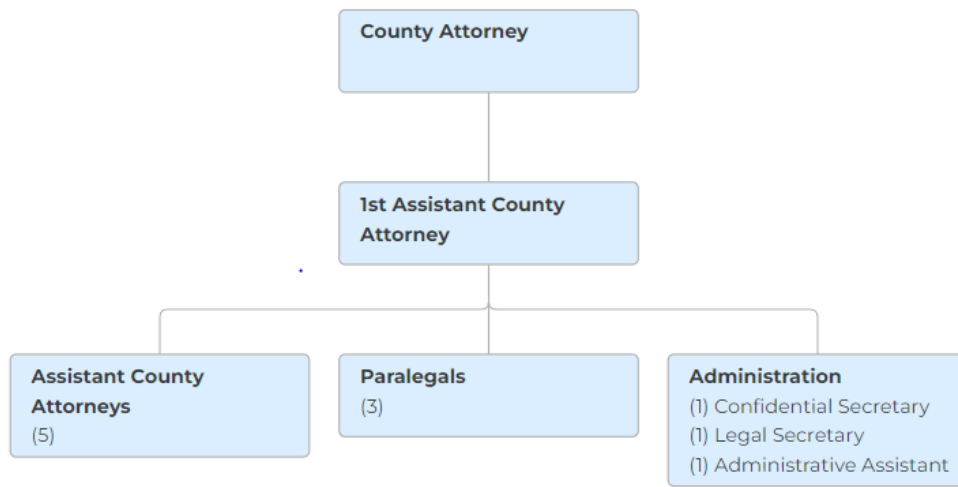 County Attorney
1st Assistant County
Attorney
Assistant County
Attorneys
(5)
Paralegals
(3)
Administration
(1) Confidential Secretary
(1) Legal Secretary
(1) Administrative Assistant